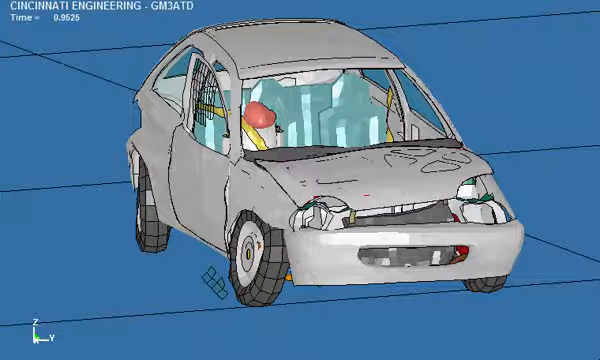 CINCINNATI ENGINEERING - GM3ATD
Time = 0.9525
Z
Y